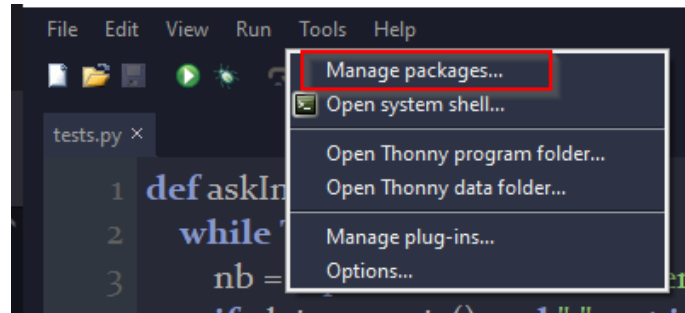 File Edit View Run Tools Help
Manage packages...
Open system shell...
tests.py ×
Open Thonny program folder...
Open Thonny data folder...
1 def askIn
2 while
Manage plug-ins...
3 nb =
Options...